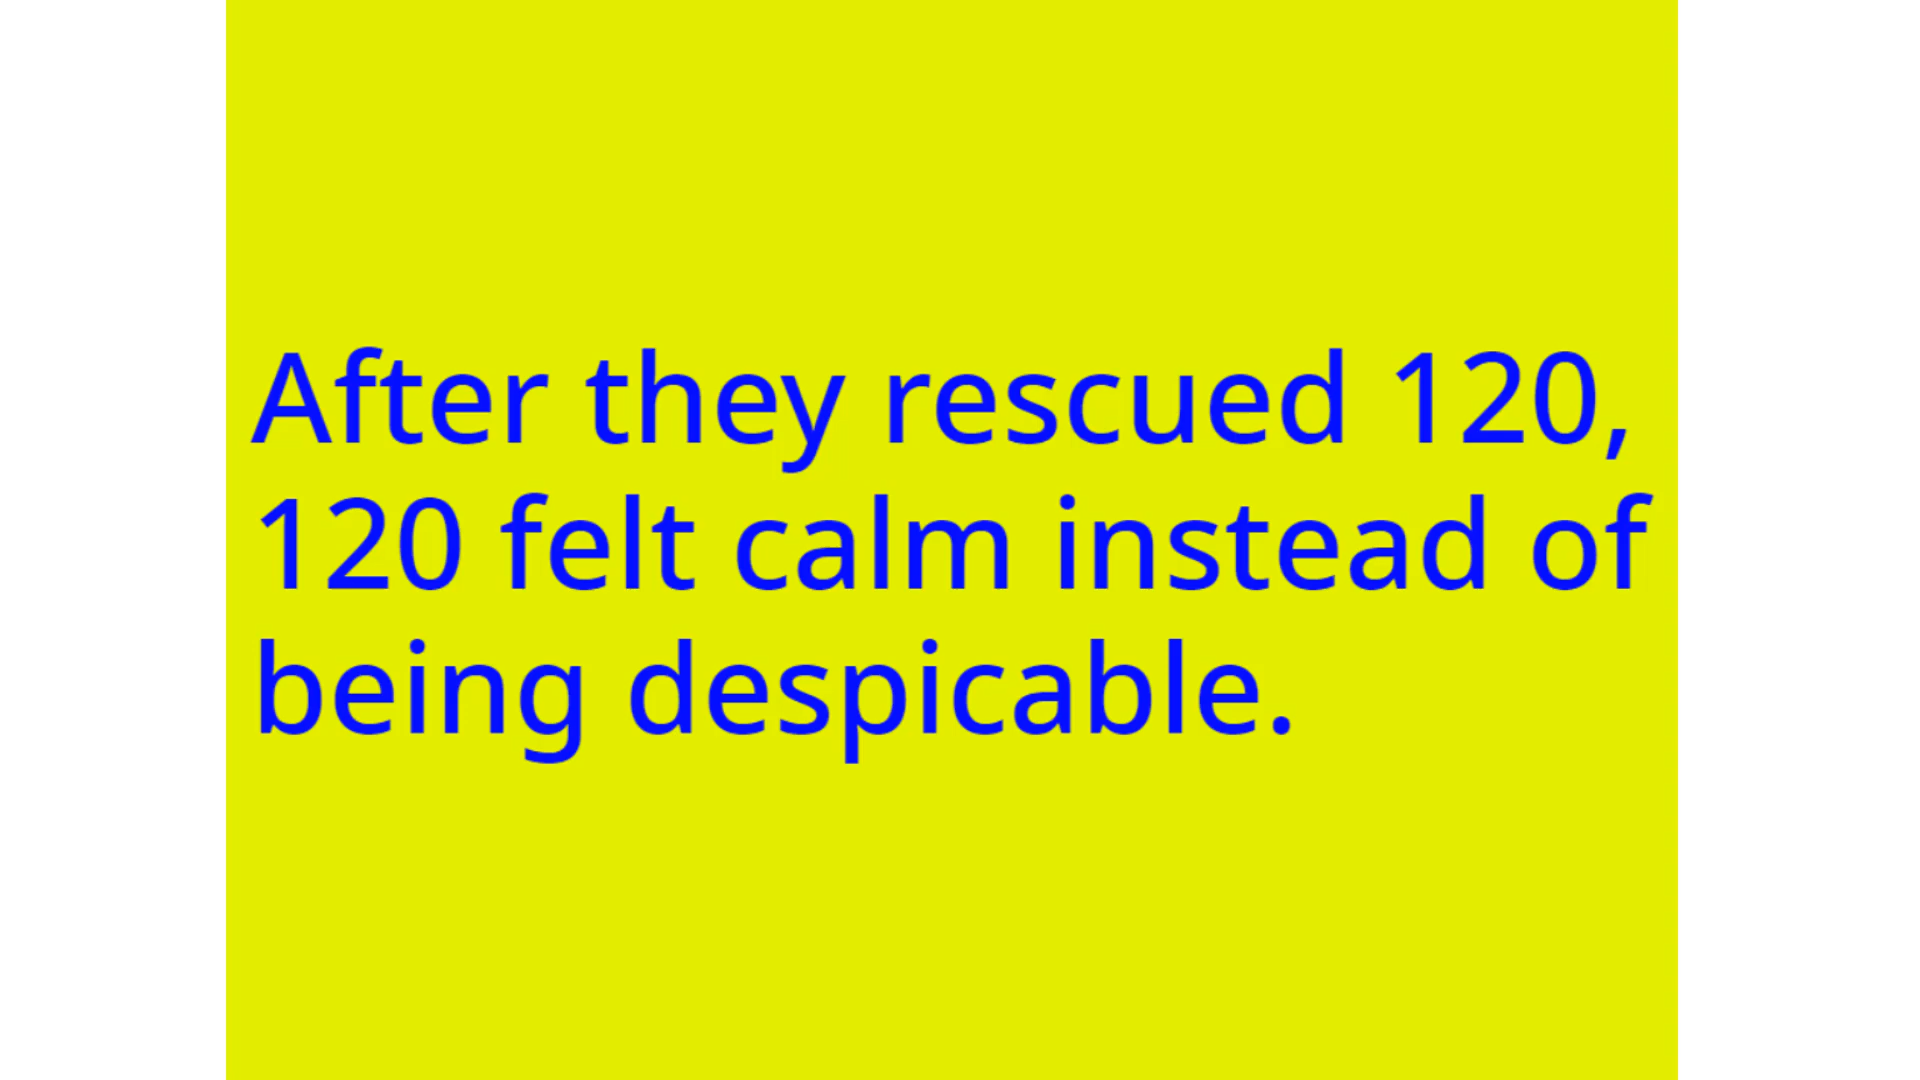 After they rescued 120,
120 felt calm instead of
being despicable.